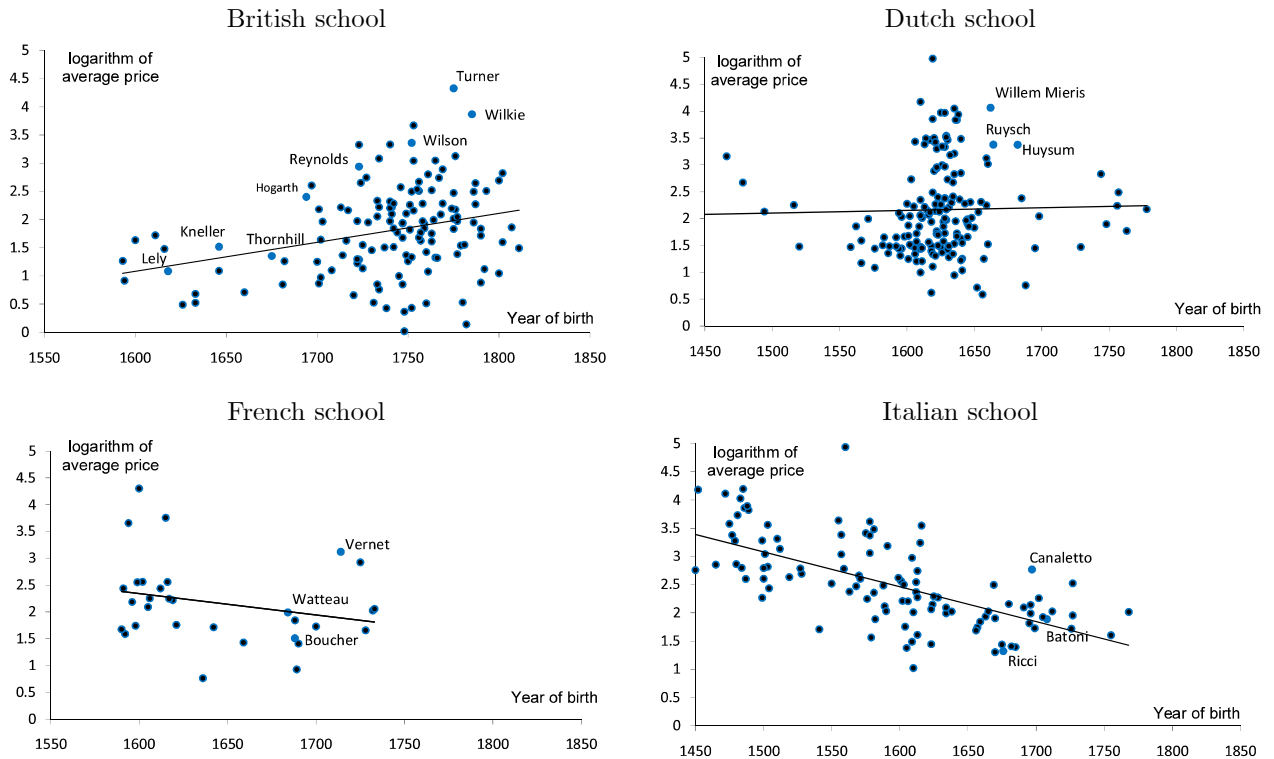 British school
logarithm of
average price
5
4.5
4
3.5
3
2.5
2
1.5
1
0.5
0
Turner
Wilkie
Wilson
Reynolds
Hogarth
Kneller
Thornhill
Lely
Year of birth
1550 1600 1650 1700 1750 1800 1850
Dutch school
logarithm of
average price
5
4.5
4
3.5
3
2.5
2
1.5
1
0.5
0
Willem Mieris
Ruysch
Huysum
Year of birth
1450 1500 1550 1600 1650 1700 1750 1800 1850
French school
logarithm of
average price
5
4.5
4
3.5
3
2.5
2
1.5
1
0.5
0
Vernet
Watteau
Boucher
Year of birth
1550 1600 1650 1700 1750 1800 1850
Italian school
logarithm of
average price
5
4.5
4
3.5
3
2.5
2
1.5
1
0.5
0
Canaletto
Batoni
Ricci
Year of birth
1450 1500 1550 1600 1650 1700 1750 1800 1850